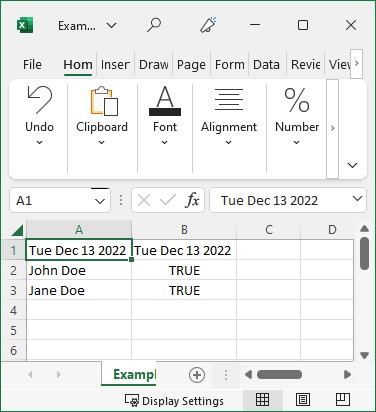 Exam...
File Hom Inser Draw Page Form Data Revie Viev
Undo Clipboard Font Alignment Number
A1 fx Tue Dec 13 2022
A B C D
1 Tue Dec 13 2022 Tue Dec 13 2022
2 John Doe TRUE
3 Jane Doe TRUE
4
5
6
Exampl
Display Settings